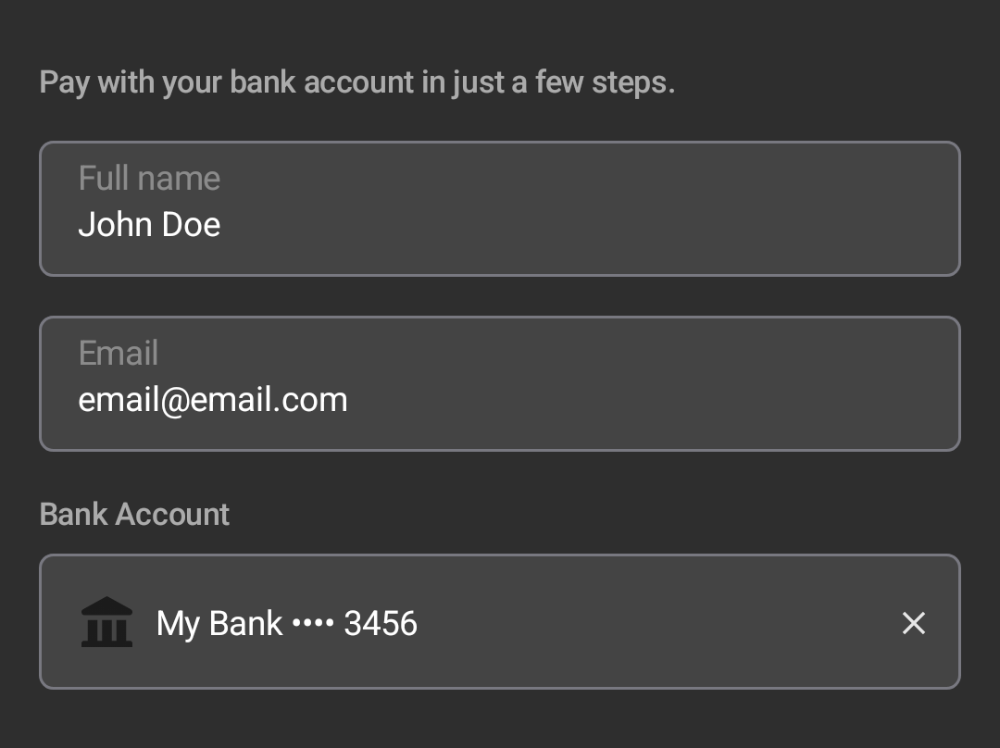 Pay with your bank account in just a few steps.
Full name
John Doe
Email
email@email.com
Bank Account
My Bank •••• 3456